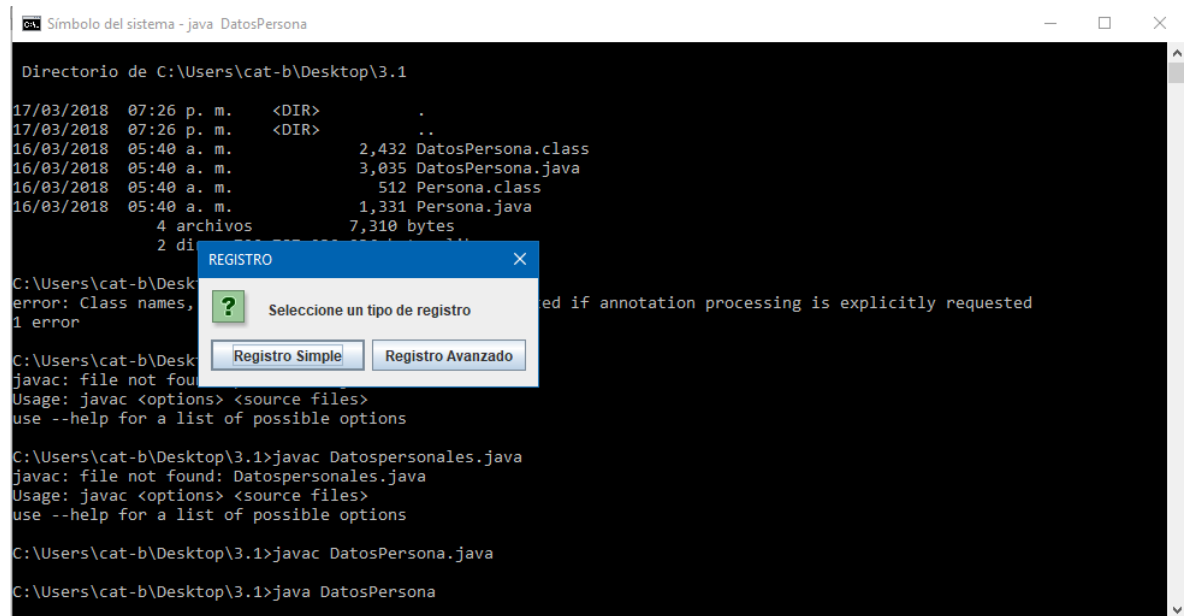 Símbolo del sistema - java DatosPersona
Directorio de C:\Users\cat-b\Desktop\3.1
17/03/2018 07:26 p. m. <DIR> .
17/03/2018 07:26 p. m. <DIR> ..
16/03/2018 05:40 a. m. 2,432 DatosPersona.class
16/03/2018 05:40 a. m. 3,035 DatosPersona.java
16/03/2018 05:40 a. m. 512 Persona.class
16/03/2018 05:40 a. m. 1,331 Persona.java
4 archivos 7,310 bytes
2 di
REGISTRO
Seleccione un tipo de registro
Registro Simple Registro Avanzado
C:\Users\cat-b\Desk
error: Class names, ed if annotation processing is explicitly requested
1 error
C:\Users\cat-b\Desk
javac: file not fou
Usage: javac <options> <source files>
use --help for a list of possible options
C:\Users\cat-b\Desktop\3.1>javac Datospersonales.java
javac: file not found: Datospersonales.java
Usage: javac <options> <source files>
use --help for a list of possible options
C:\Users\cat-b\Desktop\3.1>javac DatosPersona.java
C:\Users\cat-b\Desktop\3.1>java DatosPersona